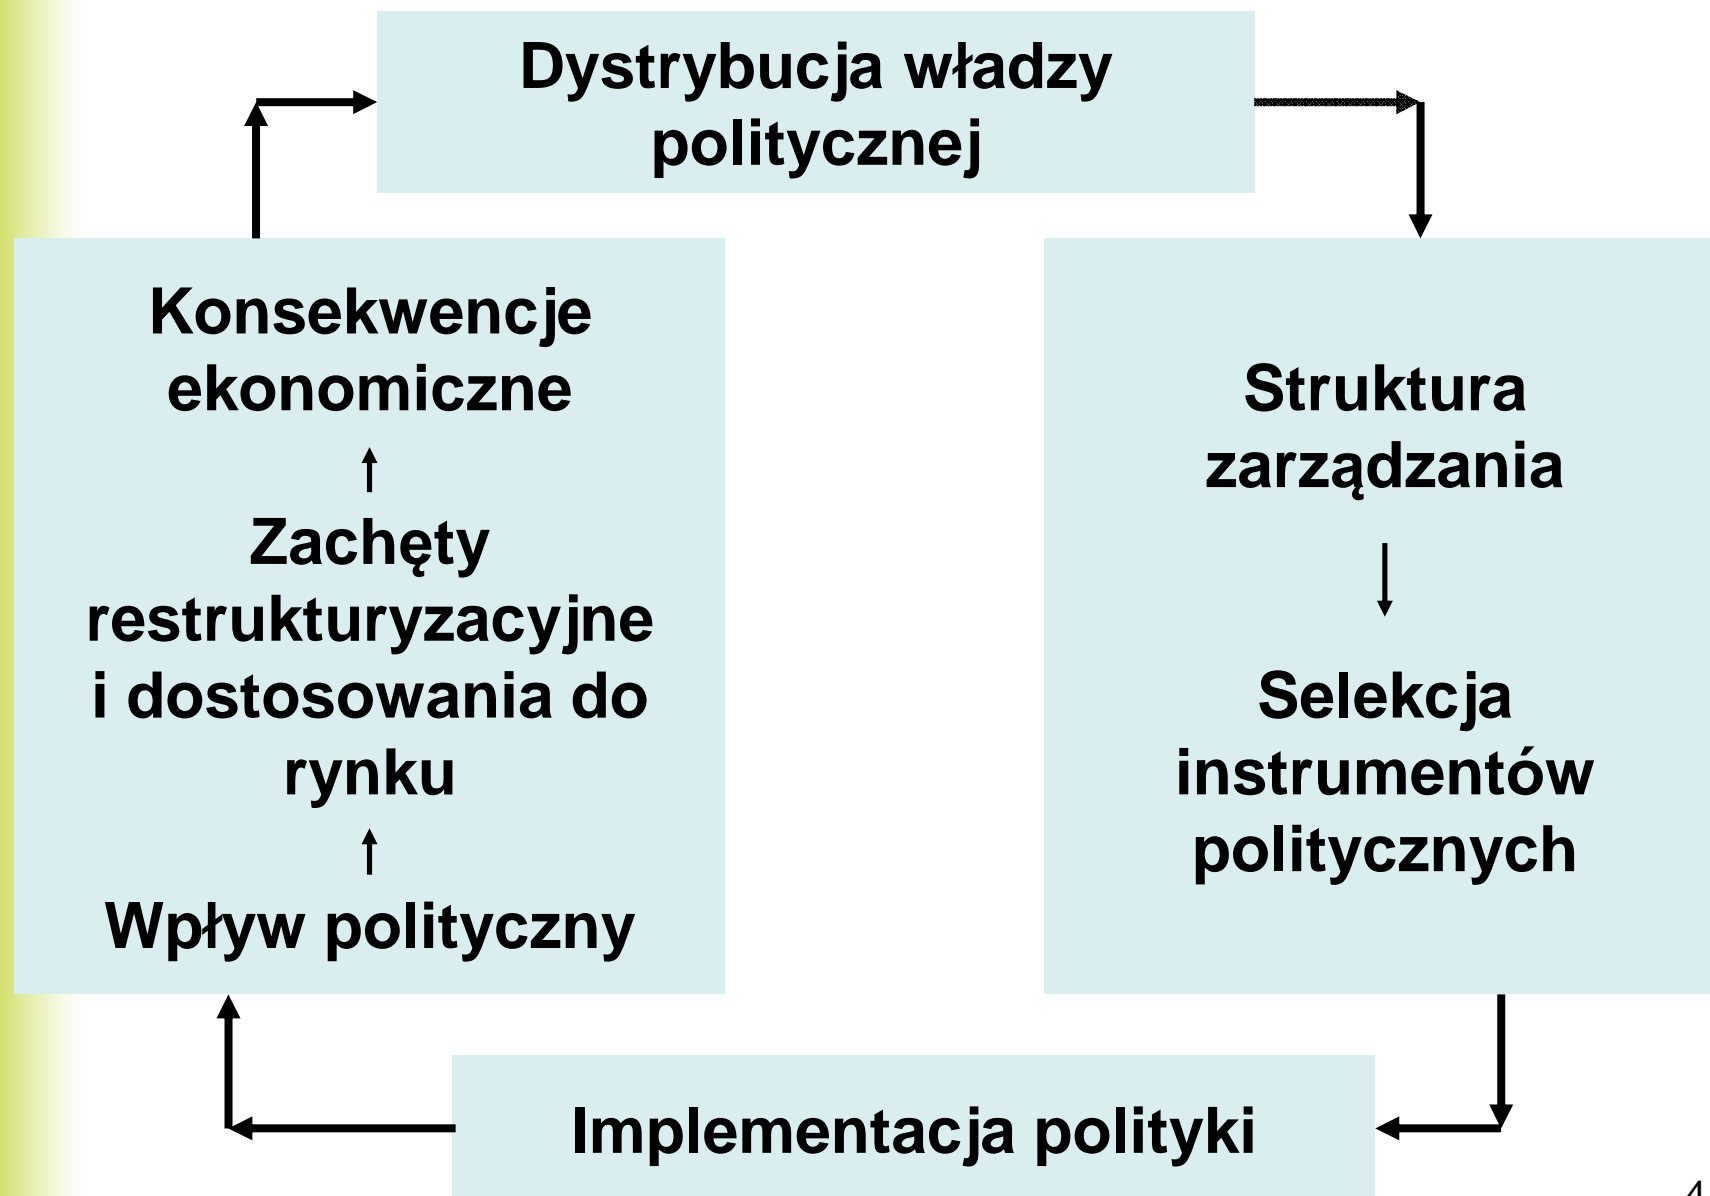 Dystrybucja władzy
politycznej
Konsekwencje
ekonomiczne
Zachęty
restrukturyzacyjne
i dostosowania do
rynku
Wpływ polityczny
Struktura
zarządzania
Selekcja
instrumentów
politycznych
Implementacja polityki
4